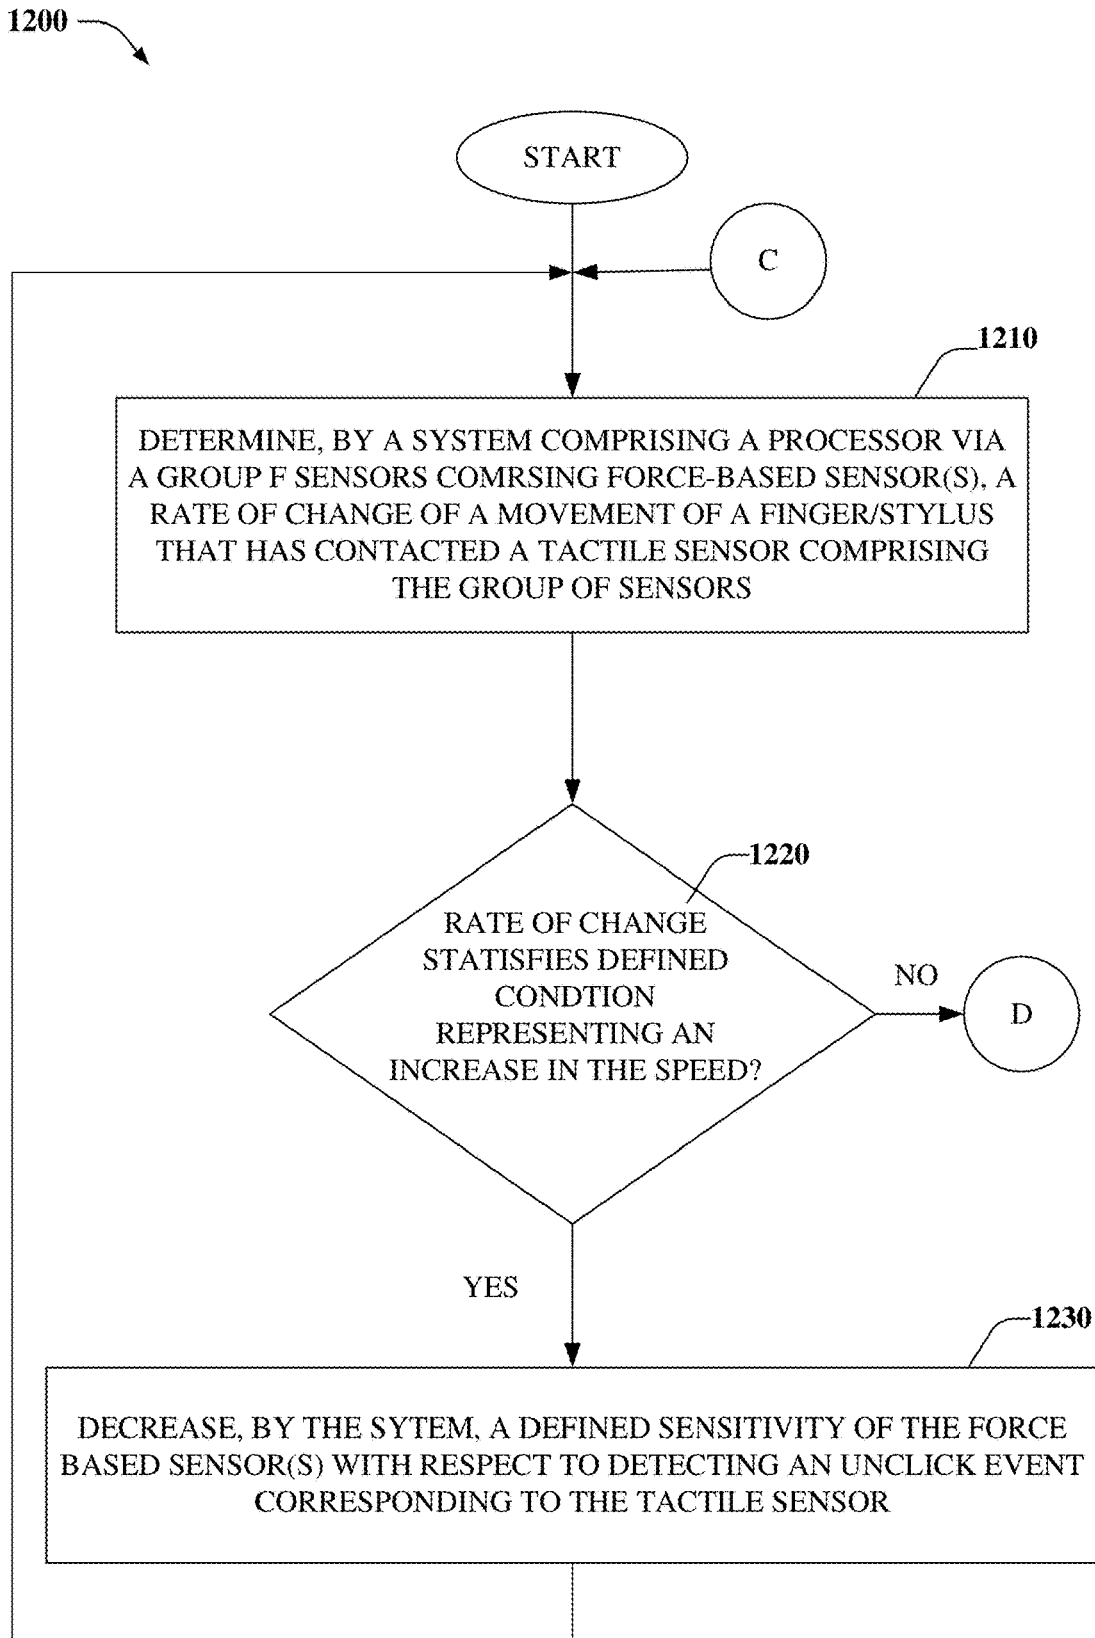 1200
START
C
1210
DETERMINE, BY A SYSTEM COMPRISING A PROCESSOR VIA
A GROUP F SENSORS COMRSING FORCE-BASED SENSOR(S), A
RATE OF CHANGE OF A MOVEMENT OF A FINGER/STYLUS
THAT HAS CONTACTED A TACTILE SENSOR COMPRISING
THE GROUP OF SENSORS
1220
RATE OF CHANGE
STATISFIES DEFINED
CONDTION
REPRESENTING AN
INCREASE IN THE SPEED?
NO
D
YES
1230
DECREASE, BY THE SYTEM, A DEFINED SENSITIVITY OF THE FORCE
BASED SENSOR(S) WITH RESPECT TO DETECTING AN UNCLICK EVENT
CORRESPONDING TO THE TACTILE SENSOR